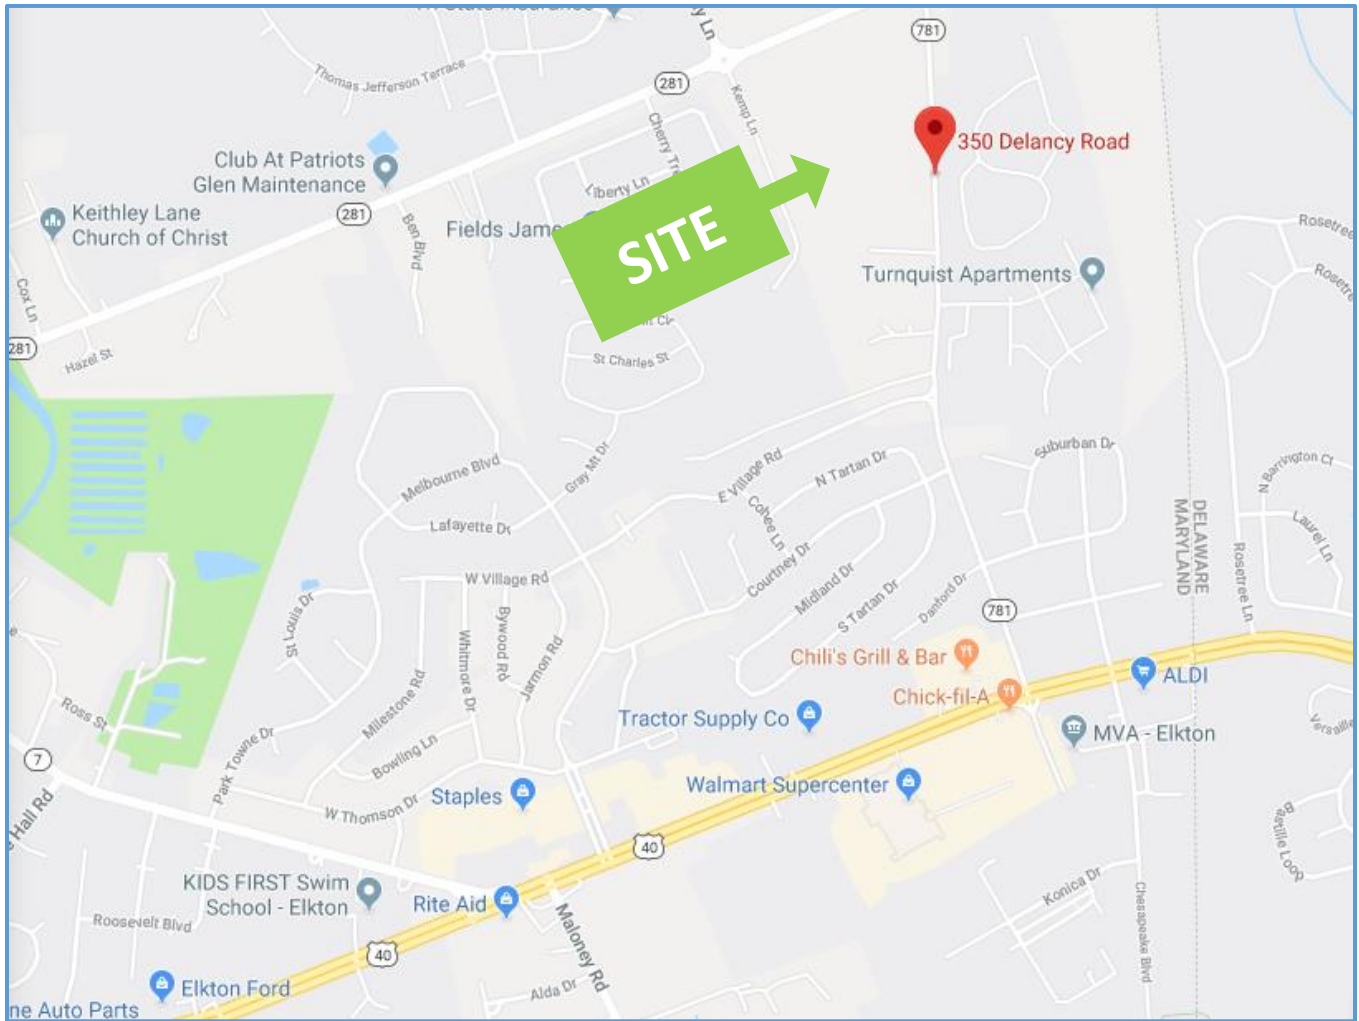 781
Thomas Jefferson Terrace
281
Kemp Ln
Cherry
350 Delancy Road
Club At Patriots
Glen Maintenance
Liberty Ln
281
Keithley Lane
Church of Christ
Ben Blvd
Fields
SITE
Rosetree
Turnquist Apartments
Cox Ln
281
Hazel St
St Charles St
Gray Mt Dr
Suburban Dr
Melbourne Blvd
E Village Rd
N Tartan Dr
N Barrington Ct
Cohee Ln
Lafayette Dr
Laurel Ln
DELAWARE
MARYLAND
W Village Rd
Courtney Dr
Midland Dr
S Tartan Dr
Danford Dr
Rosetree Ln
St Louis Dr
Bywood Rd
Whitmore Dr
Jarmon Rd
781
Chili's Grill & Bar
Chick-fil-A
ALDI
Milestone Rd
Ross St
Tractor Supply Co
MVA - Elkton
Park Towne Dr
Bowling Ln
7
Staples
Walmart Supercenter
W Thomson Dr
Hall Rd
40
Bastille Loop
KIDS FIRST Swim
School - Elkton
Rite Aid
Konica Dr
Roosevelt Blvd
Maloney Rd
Chesapeake Blvd
40
Elkton Ford
Alda Dr
Auto Parts